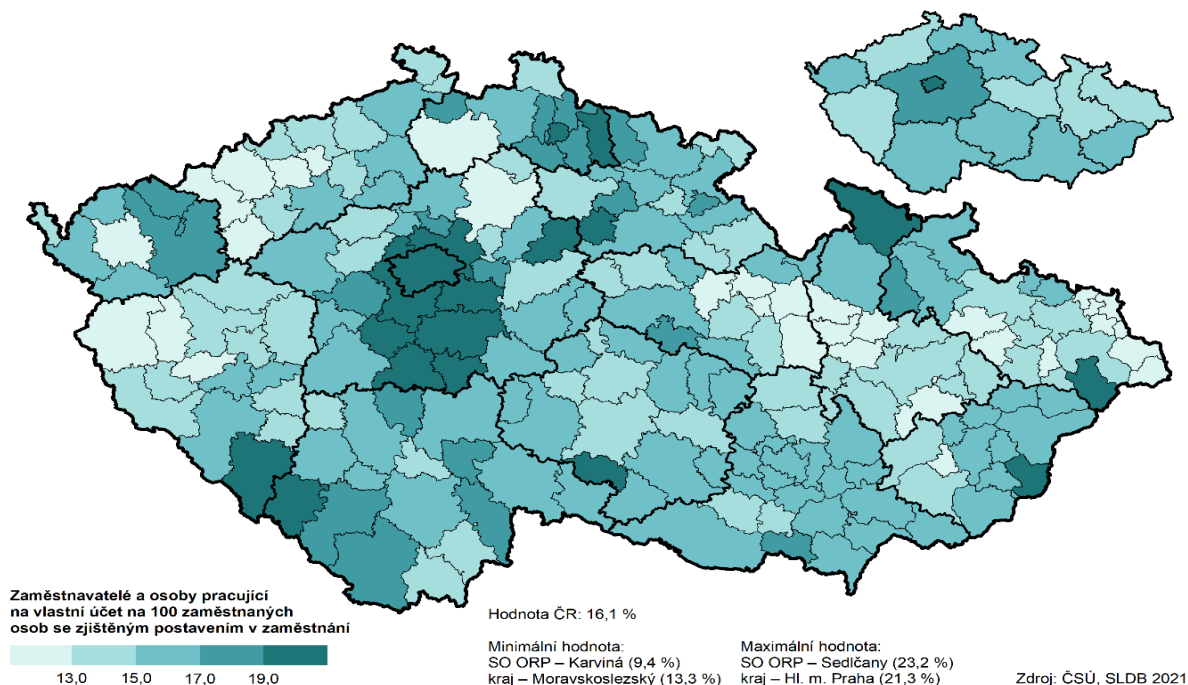 Zaměstnavatelé a osoby pracující
na vlastní účet na 100 zaměstnaných
osob se zjištěným postavením v zaměstnání
13,0 15,0 17,0 19,0
Hodnota ČR: 16,1 %
Minimální hodnota:
SO ORP – Karviná (9,4 %)
kraj – Moravskoslezský (13,3 %)
Maximální hodnota:
SO ORP – Sedlčany (23,2 %)
kraj – Hl. m. Praha (21,3 %)
Zdroj: ČSÚ, SLDB 2021